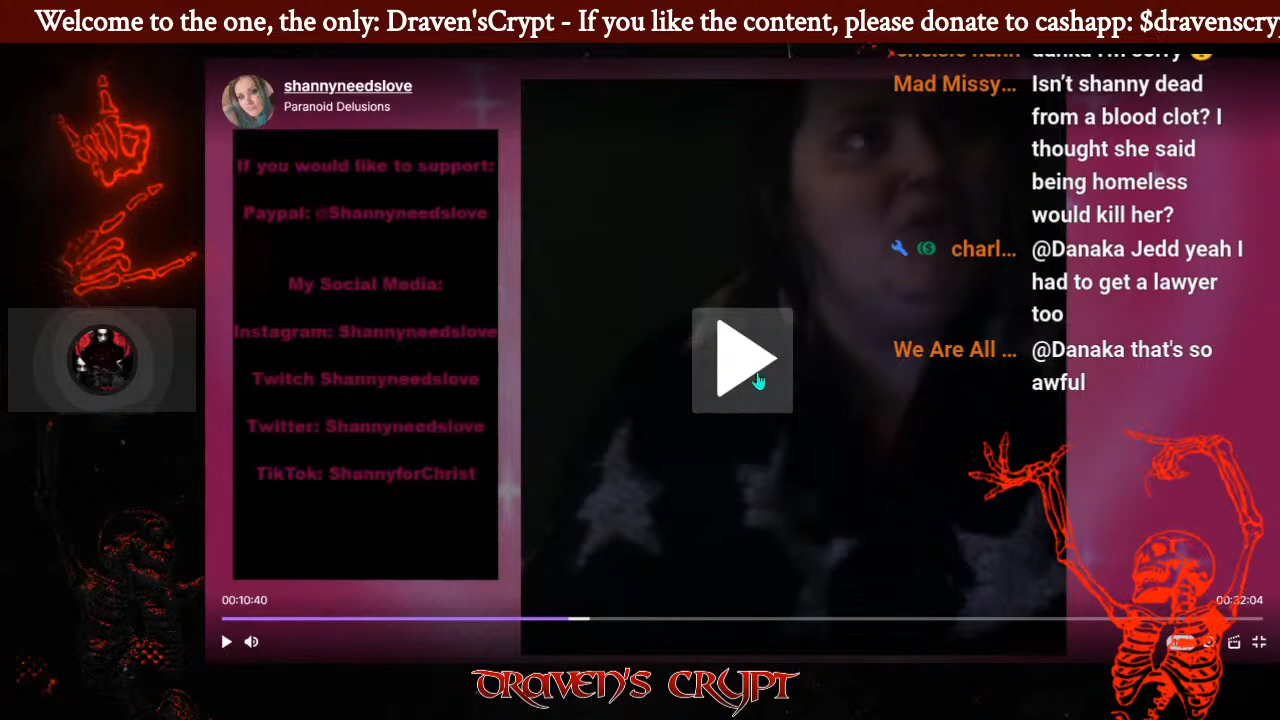 Welcome to the one, the only: Draven'sCrypt - If you like the content, please donate to cashapp: $dravenscry
shannyneedslove
Paranoid Delusions
If you would like to support:
Paypal: @Shannyneedslove
My Social Media:
Instagram: Shannyneedslove
Twitch Shannyneedslove
Twitter: Shannyneedslove
TikTok: ShannyforChrist
Mad Missy… Isn’t shanny dead
from a blood clot? I
thought she said
being homeless
would kill her?
charl… @Danaka Jedd yeah I
had to get a lawyer
too
We Are All … @Danaka that's so
awful
00:10:40
00:32:04
DRAVEN'S CRYPT